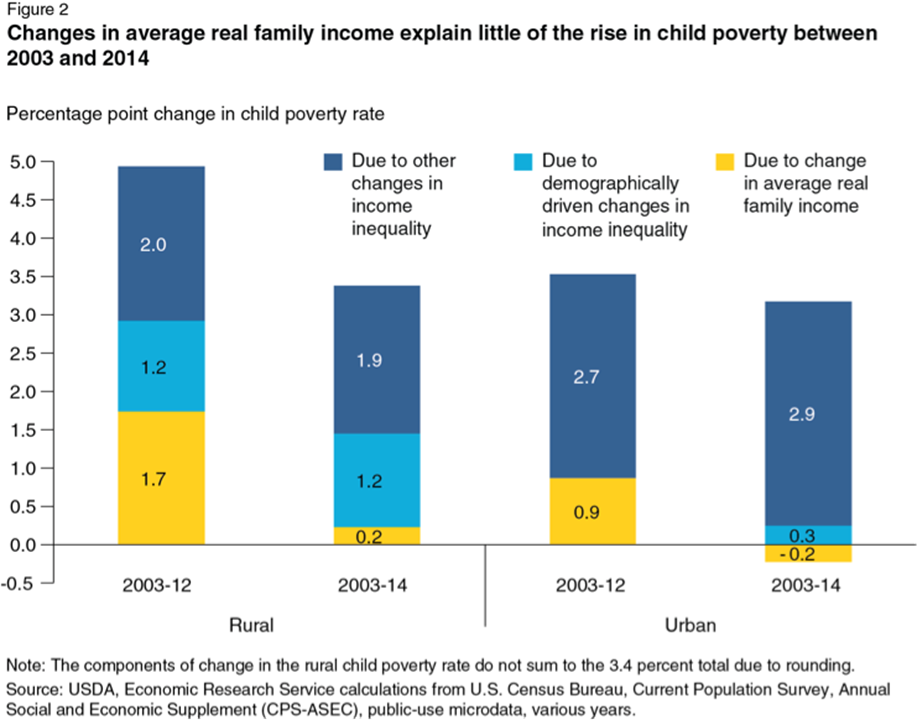 Figure 2
Changes in average real family income explain little of the rise in child poverty between
2003 and 2014
Percentage point change in child poverty rate
5.0
4.5
4.0
3.5
3.0
2.5
2.0
1.5
1.0
0.5
0.0
-0.5
Due to other
changes in
income
inequality
Due to
demographically
driven changes in
income inequality
Due to change
in average real
family income
2.0
1.2
1.7
1.9
1.2
0.2
2.7
0.9
2.9
0.3
-0.2
2003-12
2003-14
2003-12
2003-14
Rural
Urban
Note: The components of change in the rural child poverty rate do not sum to the 3.4 percent total due to rounding.
Source: USDA, Economic Research Service calculations from U.S. Census Bureau, Current Population Survey, Annual
Social and Economic Supplement (CPS-ASEC), public-use microdata, various years.